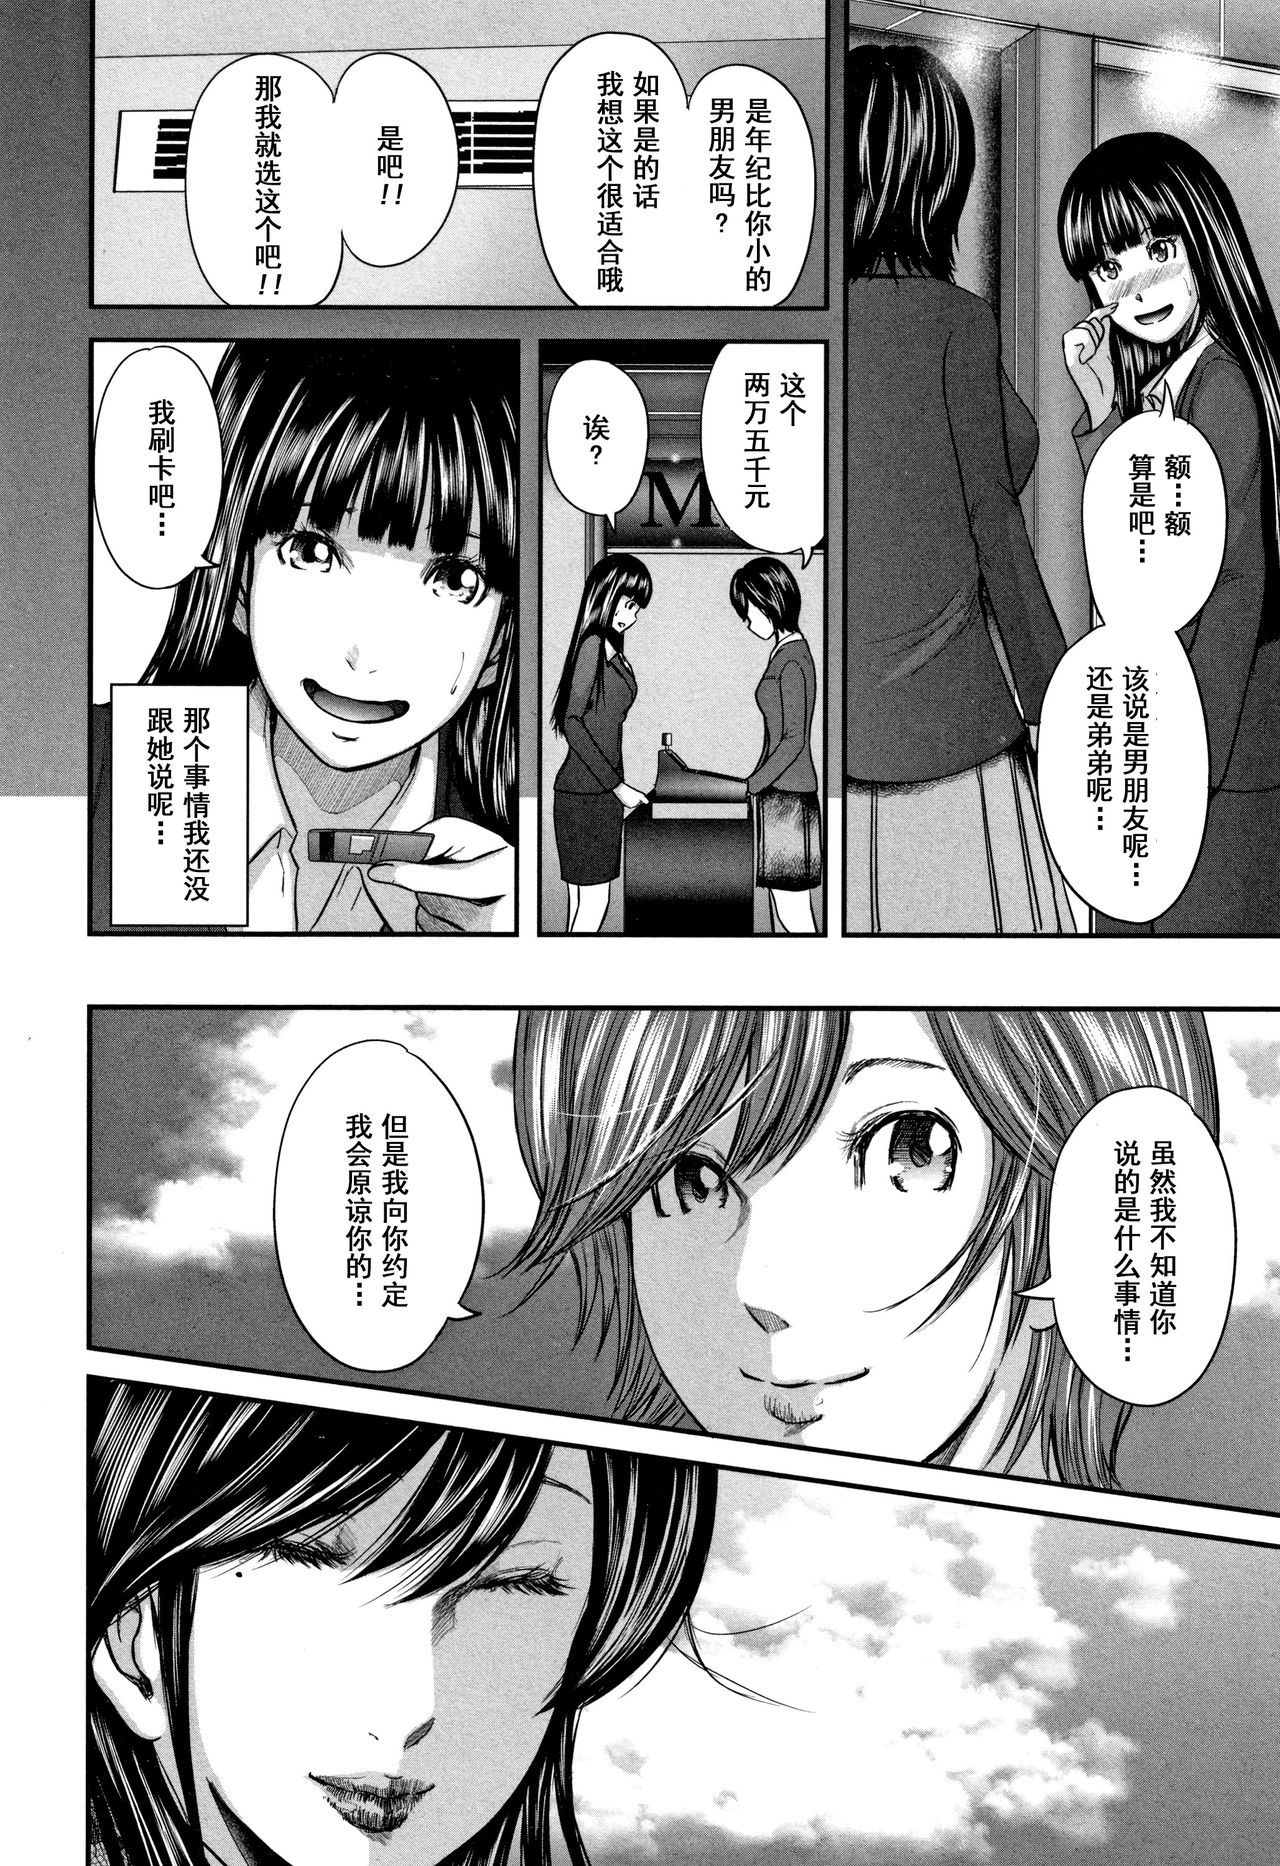 额…额
算是吧…
该说是男朋友呢…
还是弟弟呢…
是年纪比你小的
男朋友吗？
如果是的话
我想这个很适合哦
是吧！！
那我就选这个吧！！
这个
两万五千元
诶？
M
我刷卡吧…
那个事情我还没
跟她说呢…
虽然我不知道你
说的是什么事情…
但是我向你约定
我会原谅你的…